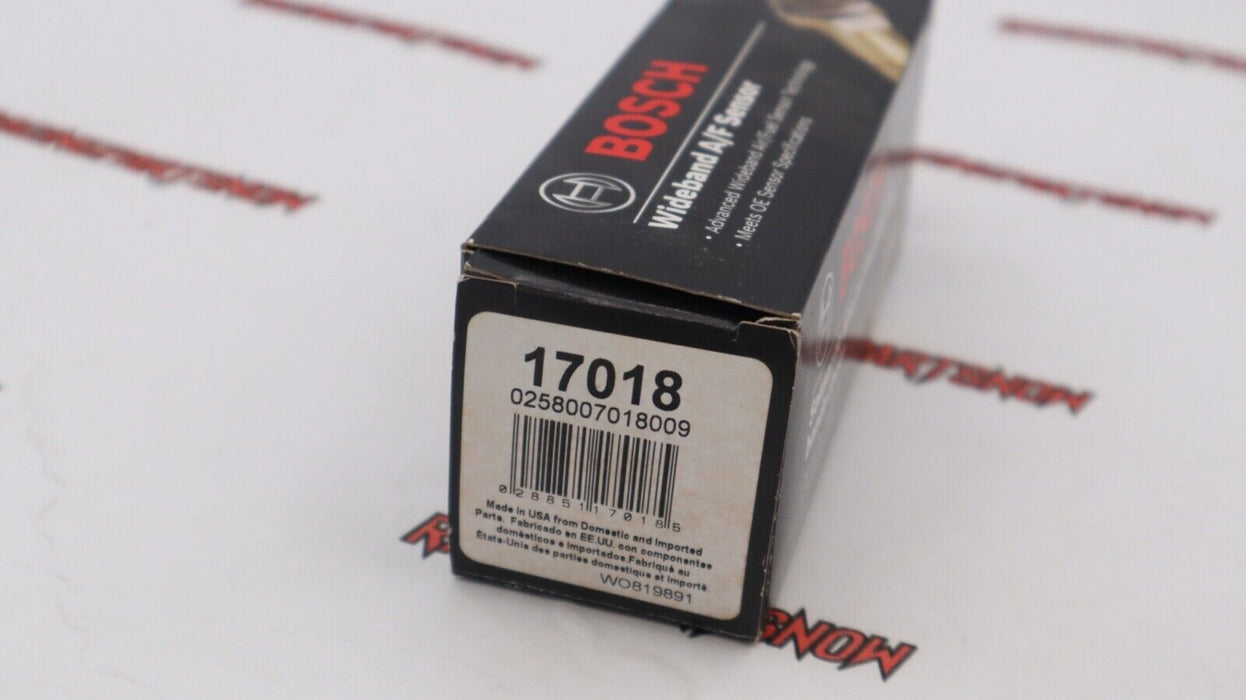 BOSCH
Wideband A/F Sensor
• Advanced Wideband Air/Fuel Sensor Technology
• Meets OE Sensor Specifications
17018
0258007018009
0 28851 17018 5
Made in USA from Domestic and Imported
Parts. Fabricado en EE.UU. con componentes
domésticos e importados.Fabriqué au
États-Unis des parties domestique et importé.
WO819891